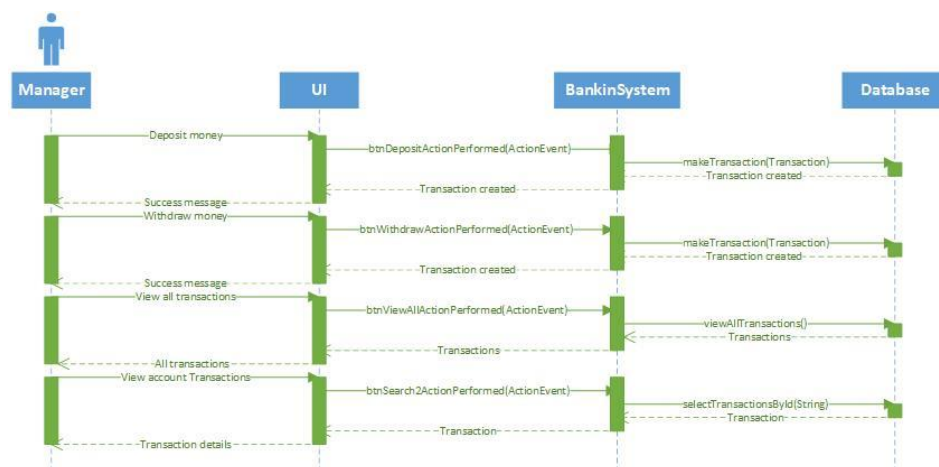 Manager
UI
BankinSystem
Database
Deposit money
btnDepositActionPerformed(ActionEvent)
makeTransaction(Transaction)
Transaction created
Transaction created
Success message
Withdraw money
btnWithdrawActionPerformed(ActionEvent)
makeTransaction(Transaction)
Transaction created
Transaction created
Success message
View all transactions
btnViewAllActionPerformed(ActionEvent)
viewAllTransactions()
Transactions
Transactions
All transactions
View account Transactions
btnSearch2ActionPerformed(ActionEvent)
selectTransactionsById(String)
Transaction
Transaction
Transaction details